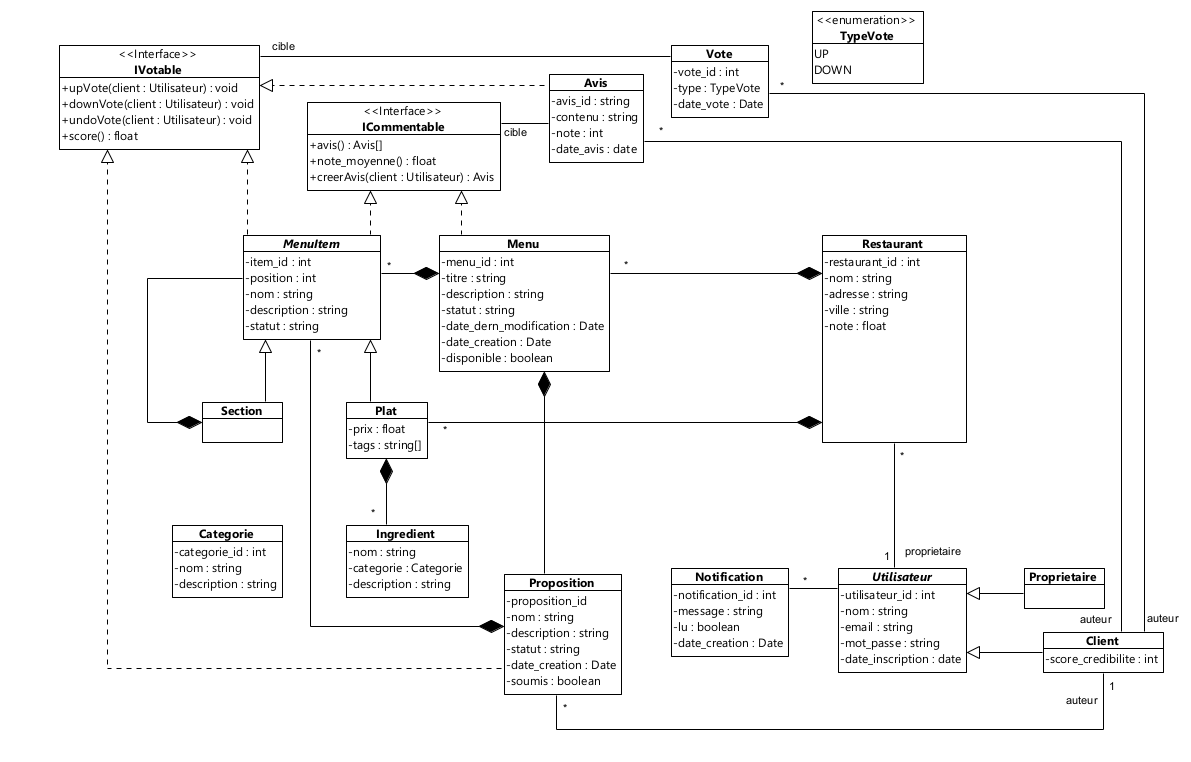 <<enumeration>>
TypeVote
UP
DOWN
<<Interface>>
IVotable
+upVote(client : Utilisateur) : void
+downVote(client : Utilisateur) : void
+undoVote(client : Utilisateur) : void
+score() : float
cible
Vote
-vote_id : int
-type : TypeVote
-date_vote : Date
*
Avis
-avis_id : string
-contenu : string
-note : int
-date_avis : date
*
<<Interface>>
ICommentable
+avis() : Avis[]
+note_moyenne() : float
+creerAvis(client : Utilisateur) : Avis
cible
MenuItem
-item_id : int
-position : int
-nom : string
-description : string
-statut : string
*
Menu
-menu_id : int
-titre : string
-description : string
-statut : string
-date_dern_modification : Date
-date_creation : Date
-disponible : boolean
*
Restaurant
-restaurant_id : int
-nom : string
-adresse : string
-ville : string
-note : float
*
Section
Plat
-prix : float
-tags : string[]
*
*
*
Categorie
-categorie_id : int
-nom : string
-description : string
Ingredient
-nom : string
-categorie : Categorie
-description : string
1
proprietaire
Proposition
-proposition_id
-nom : string
-description : string
-statut : string
-date_creation : Date
-soumis : boolean
Notification
-notification_id : int
-message : string
-lu : boolean
-date_creation : Date
*
Utilisateur
-utilisateur_id : int
-nom : string
-email : string
-mot_passe : string
-date_inscription : date
Proprietaire
auteur
auteur
Client
-score_credibilite : int
1
auteur
*